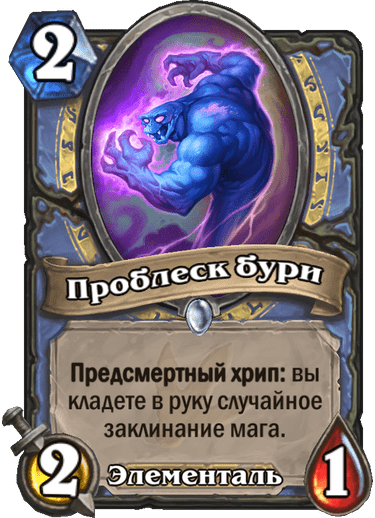 2
Проблеск бури
Предсмертный хрип: вы
кладете в руку случайное
заклинание мага.
2
Элементаль
1